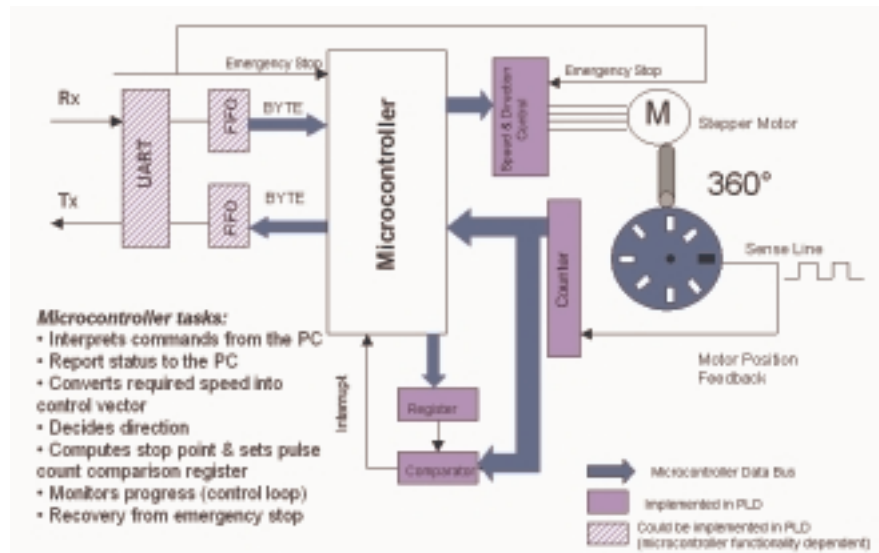 Emergency Stop
Emergency Stop
Rx
BYTE
FIFO
UART
Microcontroller
Speed & Direction
Control
M
Stepper Motor
Tx
BYTE
FIFO
360°
Counter
Sense Line
Motor Position
Feedback
Interrupt
Register
Comparator
Microcontroller tasks:
• Interprets commands from the PC
• Report status to the PC
• Converts required speed into
control vector
• Decides direction
• Computes stop point & sets pulse
count comparison register
• Monitors progress (control loop)
• Recovery from emergency stop
Microcontroller Data Bus
Implemented in PLD
Could be implemented in PLD
(microcontroller functionality dependent)